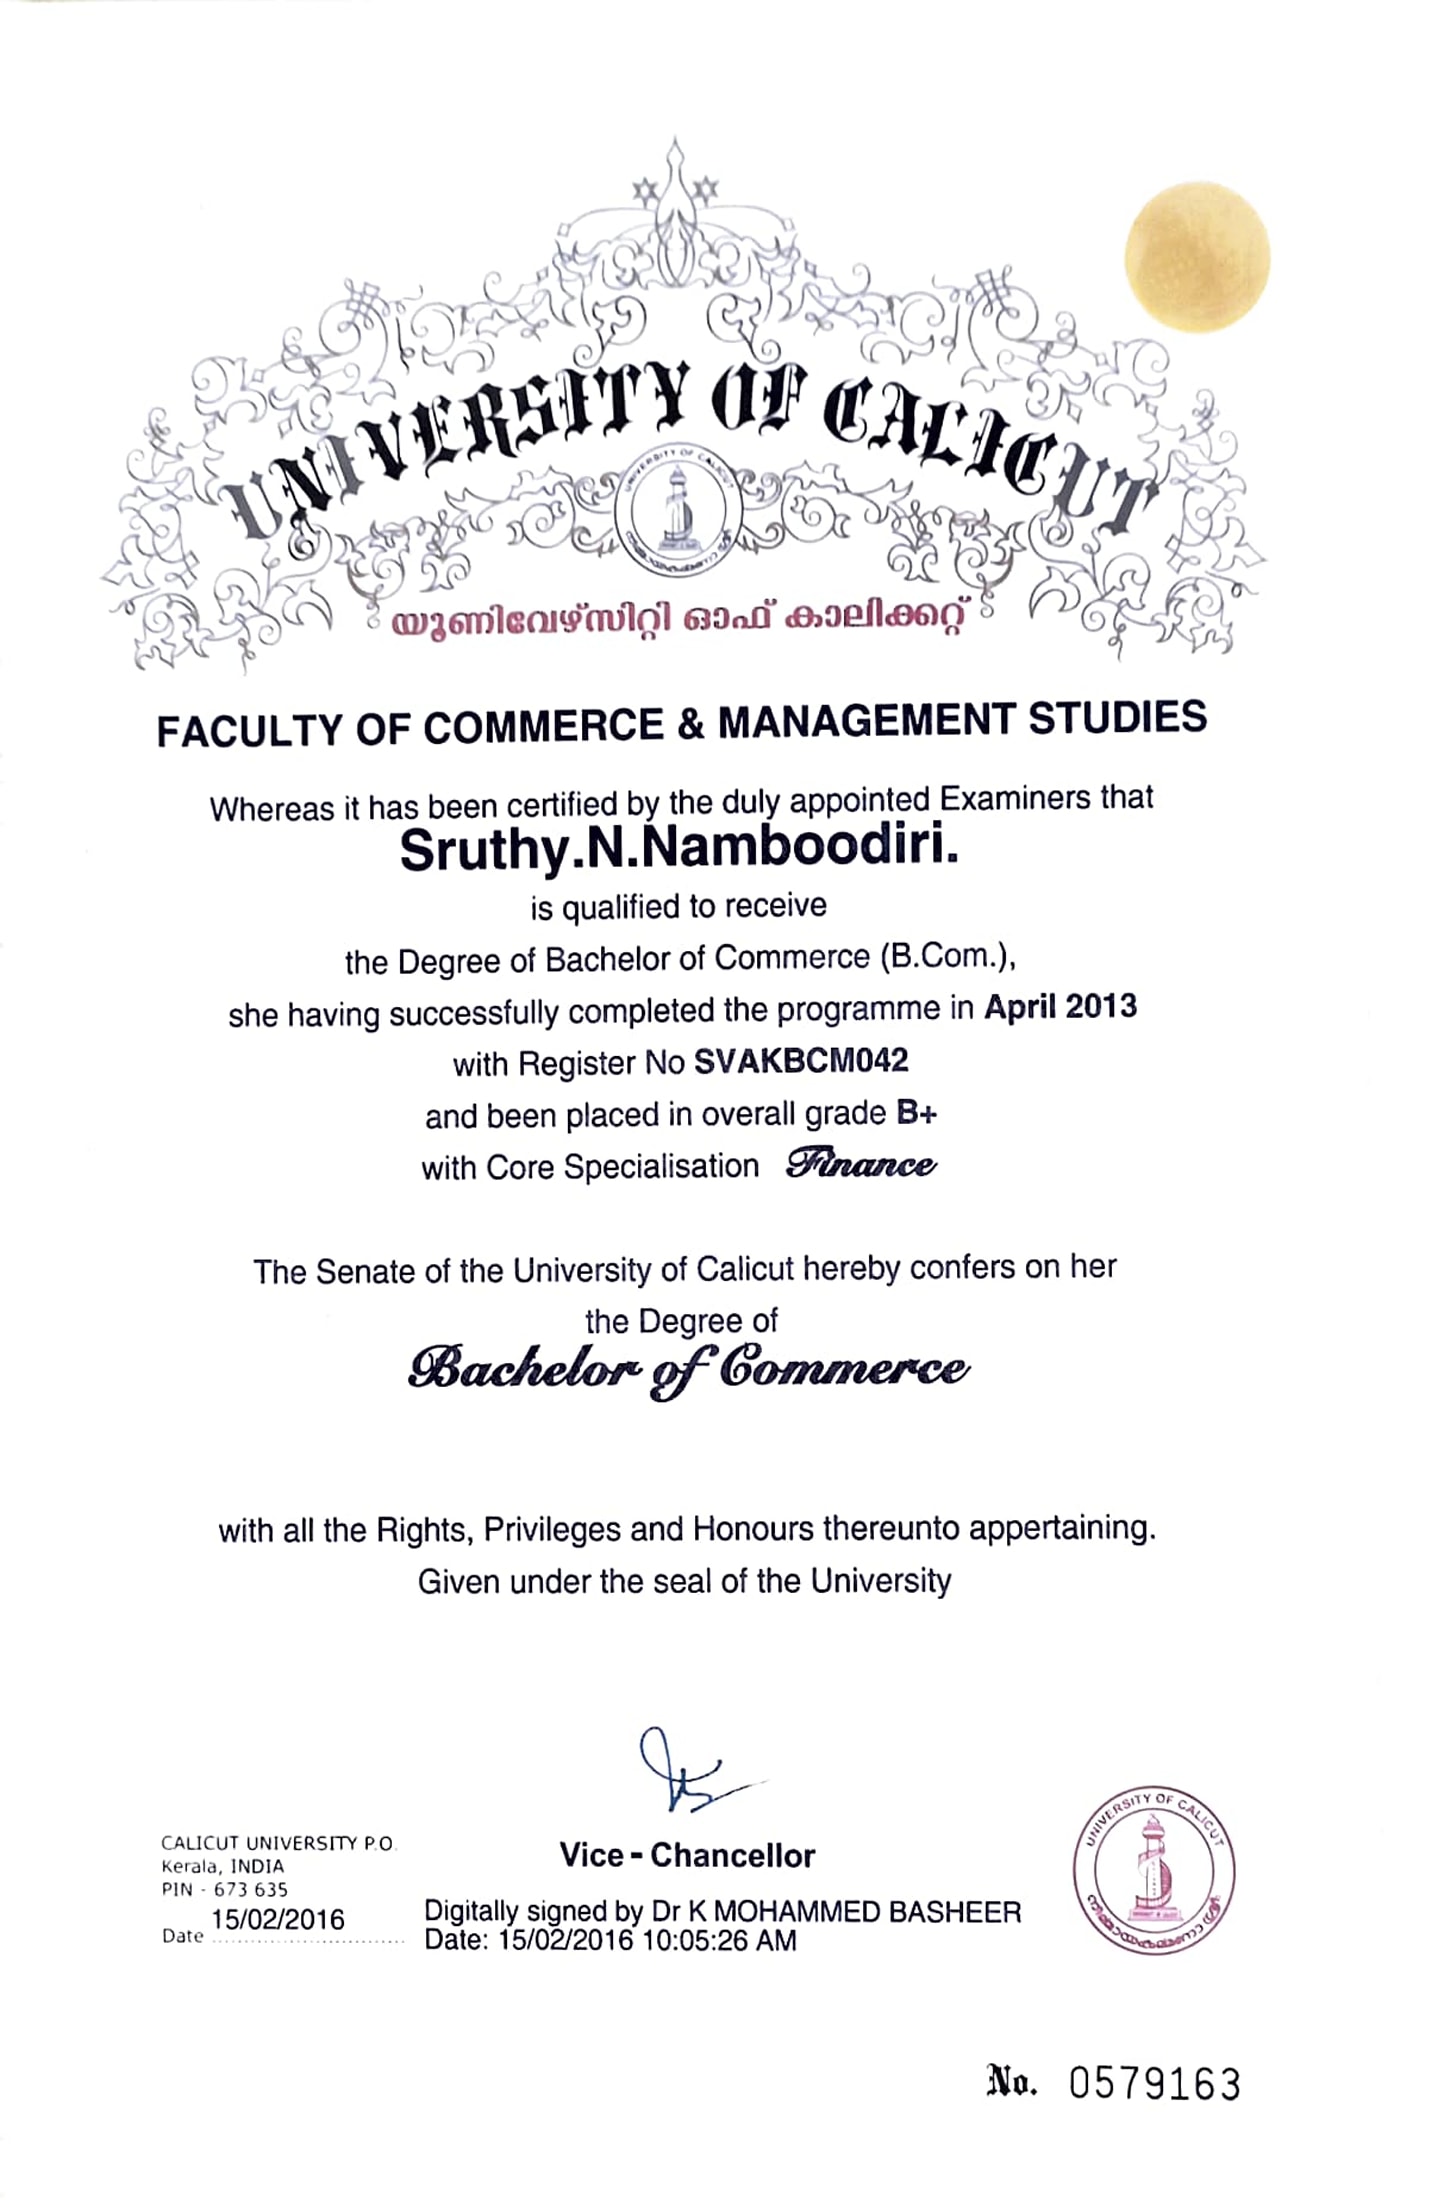 UNIVERSITY OF CALICUT
UNIVERSITY OF CALICUT
യൂണിവേഴ്സിറ്റി ഓഫ് കാലിക്കറ്റ്
FACULTY OF COMMERCE & MANAGEMENT STUDIES
Whereas it has been certified by the duly appointed Examiners that
Sruthy.N.Namboodiri.
is qualified to receive
the Degree of Bachelor of Commerce (B.Com.),
she having successfully completed the programme in April 2013
with Register No SVAKBCM042
and been placed in overall grade B+
with Core Specialisation Finance
The Senate of the University of Calicut hereby confers on her
the Degree of
Bachelor of Commerce
with all the Rights, Privileges and Honours thereunto appertaining.
Given under the seal of the University
CALICUT UNIVERSITY P.O.
Kerala, INDIA
PIN - 673 635
Date 15/02/2016
Vice - Chancellor
Digitally signed by Dr K MOHAMMED BASHEER
Date: 15/02/2016 10:05:26 AM
UNIVERSITY OF CALICUT
No. 0579163